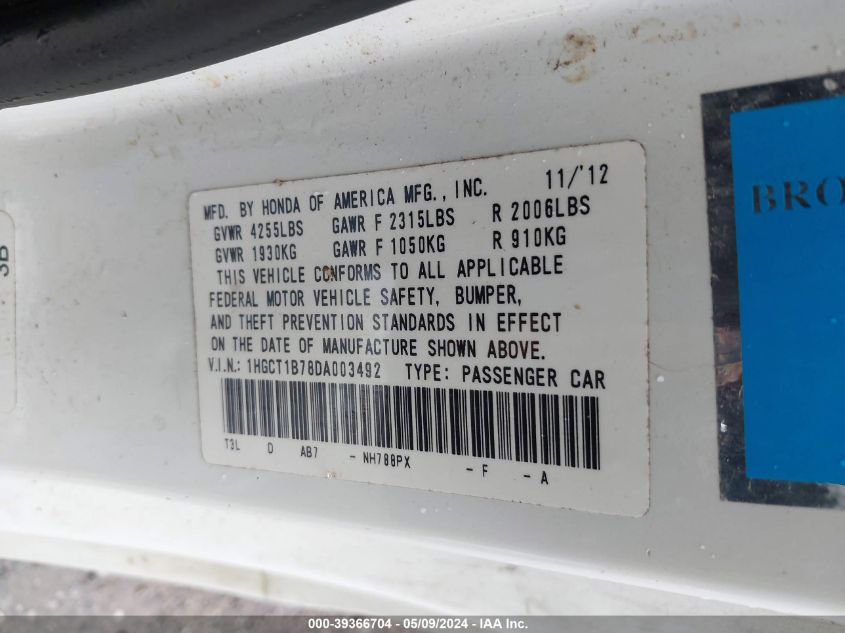 MFD. BY HONDA OF AMERICA MFG., INC. 11/'12
GVWR 4255LBS GAWR F 2315LBS R 2006LBS
GVWR 1930KG GAWR F 1050KG R 910KG
THIS VEHICLE CONFORMS TO ALL APPLICABLE
FEDERAL MOTOR VEHICLE SAFETY, BUMPER,
AND THEFT PREVENTION STANDARDS IN EFFECT
ON THE DATE OF MANUFACTURE SHOWN ABOVE.
V.I.N.: 1HGCT1B78DA003492 TYPE: PASSENGER CAR
T3L D AB7 - NH788PX - F - A
BRO
3B
000-39366704 - 05/09/2024 - IAA Inc.